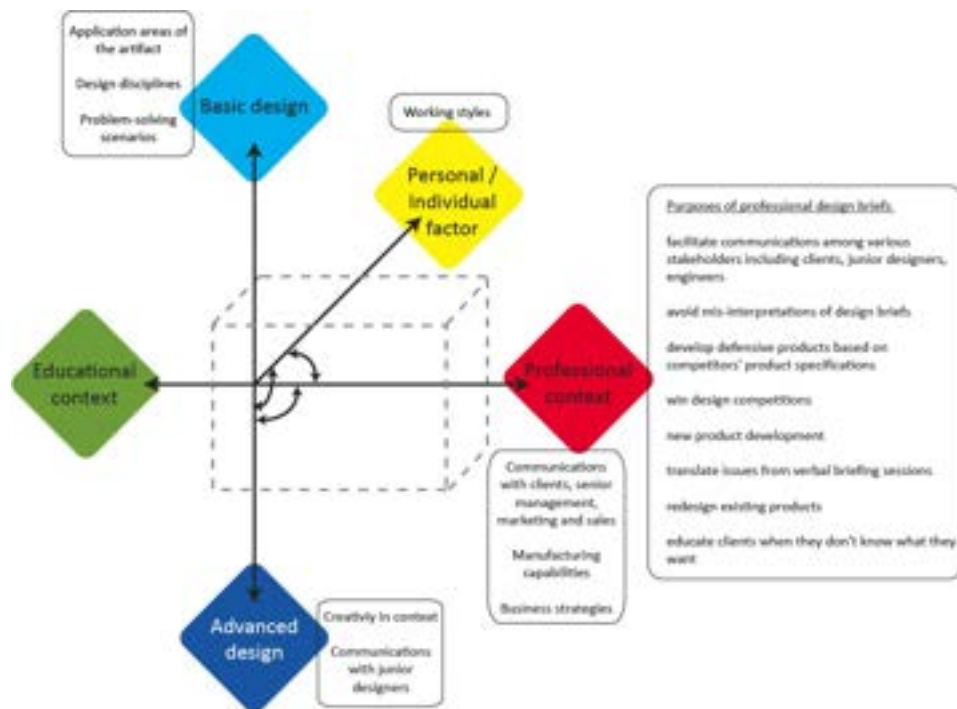 Application areas
of the artifact
Design disciplines
Problem-solving
scenarios
Basic design
Working styles
Personal /
Individual
factor
Educational
context
Professional
context
Purposes of professional design briefs
facilitate communications among various
stakeholders including clients, junior designers,
engineers
avoid mis-interpretations of design briefs
develop defensive products based on
competitors' product specifications
win design competitions
new product development
translate issues from verbal briefing sessions
redesign existing products
educate clients when they don't know what they
want
Communications
with clients, senior
management,
marketing and sales
Manufacturing
capabilities
Business strategies
Advanced
design
Creativiy in context
Communications
with junior
designers